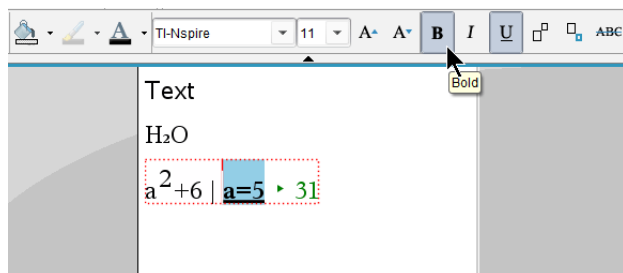 TI-Nspire 11 A A B I U ABC
Bold
Text
H₂O
a²+6 | a=5 ▸ 31